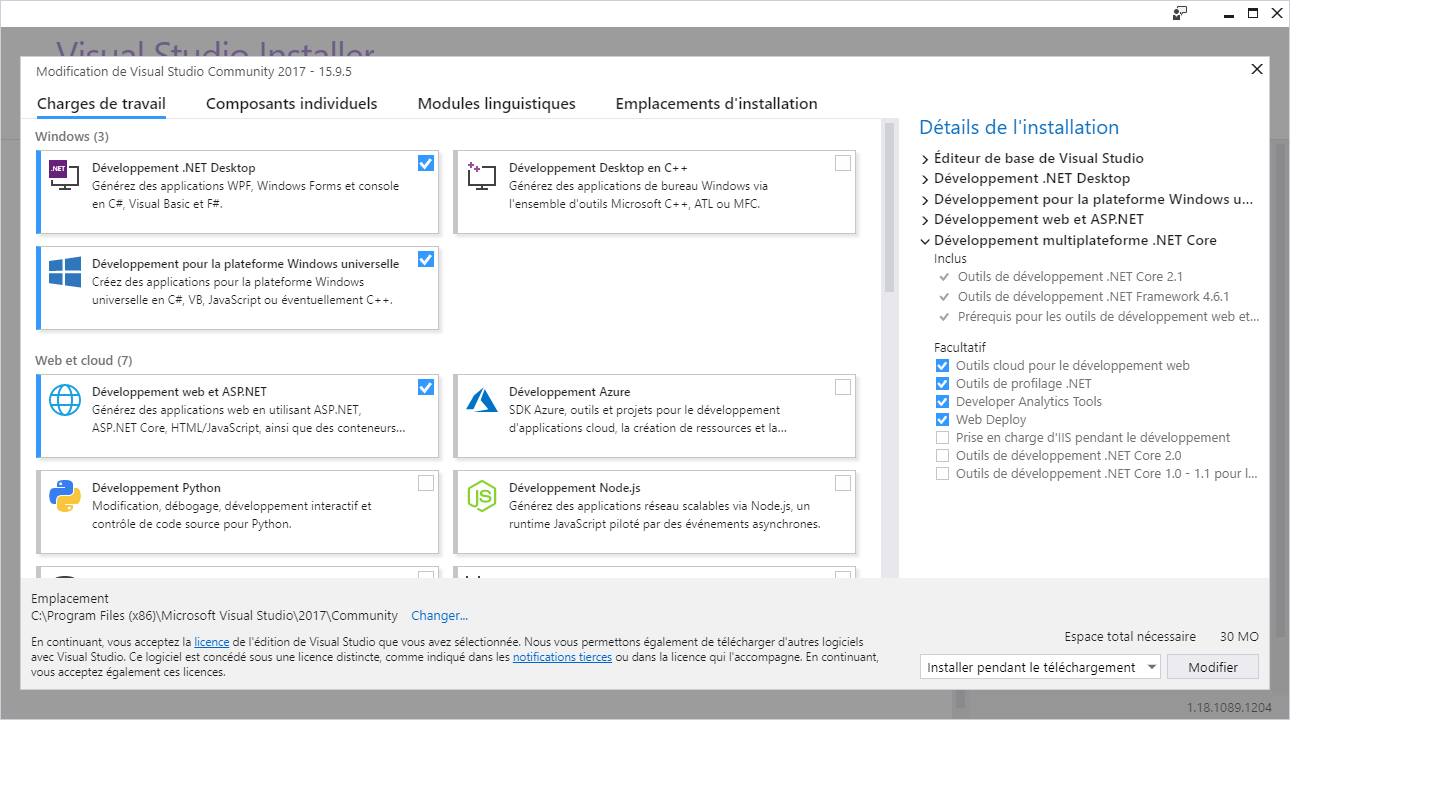 Visual Studio Installer
Modification de Visual Studio Community 2017 - 15.9.5
Charges de travail
Composants individuels
Modules linguistiques
Emplacements d'installation
Windows (3)
.NET
Développement .NET Desktop
Générez des applications WPF, Windows Forms et console
en C#, Visual Basic et F#.
Développement Desktop en C++
Générez des applications de bureau Windows via
l'ensemble d'outils Microsoft C++, ATL ou MFC.
Développement pour la plateforme Windows universelle
Créez des applications pour la plateforme Windows
universelle en C#, VB, JavaScript ou éventuellement C++.
Web et cloud (7)
Développement web et ASP.NET
Générez des applications web en utilisant ASP.NET,
ASP.NET Core, HTML/JavaScript, ainsi que des conteneurs...
Développement Azure
SDK Azure, outils et projets pour le développement
d'applications cloud, la création de ressources et la...
Développement Python
Modification, débogage, développement interactif et
contrôle de code source pour Python.
JS
Développement Node.js
Générez des applications réseau scalables via Node.js, un
runtime JavaScript piloté par des événements asynchrones.
Détails de l'installation
Éditeur de base de Visual Studio
Développement .NET Desktop
Développement pour la plateforme Windows u...
Développement web et ASP.NET
Développement multiplateforme .NET Core
Inclus
Outils de développement .NET Core 2.1
Outils de développement .NET Framework 4.6.1
Prérequis pour les outils de développement web et...
Facultatif
Outils cloud pour le développement web
Outils de profilage .NET
Developer Analytics Tools
Web Deploy
Prise en charge d'IIS pendant le développement
Outils de développement .NET Core 2.0
Outils de développement .NET Core 1.0 - 1.1 pour l...
Emplacement
C:\Program Files (x86)\Microsoft Visual Studio\2017\Community Changer...
En continuant, vous acceptez la licence de l'édition de Visual Studio que vous avez sélectionnée. Nous vous permettons également de télécharger d'autres logiciels
avec Visual Studio. Ce logiciel est concédé sous une licence distincte, comme indiqué dans les notifications tierces ou dans la licence qui l'accompagne. En continuant,
vous acceptez également ces licences.
Espace total nécessaire 30 MO
Installer pendant le téléchargement
Modifier
1.18.1089.1204